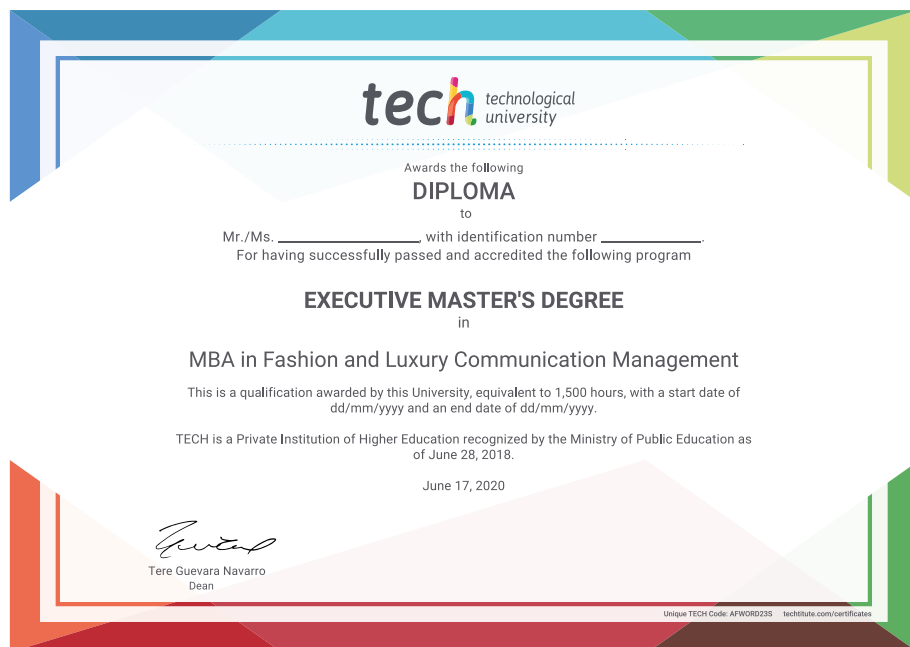 tech technological
university
Awards the following
DIPLOMA
to
Mr./Ms. , with identification number .
For having successfully passed and accredited the following program
EXECUTIVE MASTER'S DEGREE
in
MBA in Fashion and Luxury Communication Management
This is a qualification awarded by this University, equivalent to 1,500 hours, with a start date of
dd/mm/yyyy and an end date of dd/mm/yyyy.
TECH is a Private Institution of Higher Education recognized by the Ministry of Public Education as
of June 28, 2018.
June 17, 2020
Tere Guevara Navarro
Dean
Unique TECH Code: AFWORD23S techtitute.com/certificates